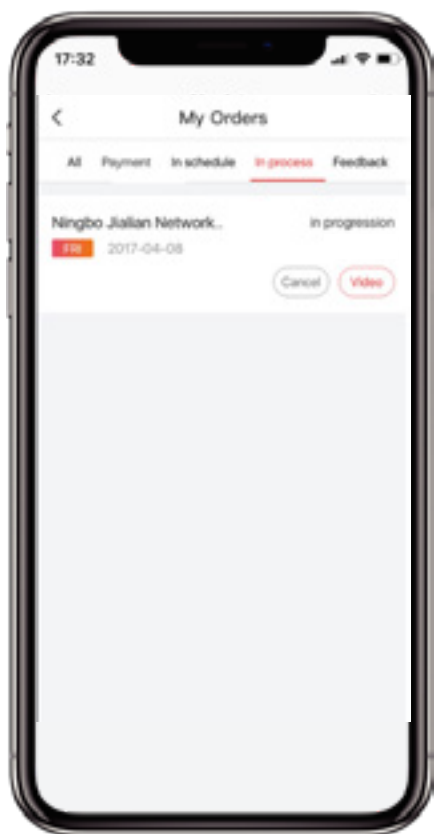 17:32
My Orders
All Payment In schedule In process Feedback
Ningbo Jialian Network.. in progression
FRI 2017-04-08
Cancel Video